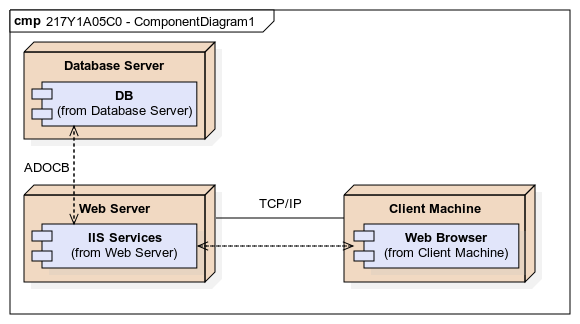 cmp 217Y1A05C0 - ComponentDiagram1
Database Server
DB
(from Database Server)
ADOCB
Web Server
IIS Services
(from Web Server)
TCP/IP
Client Machine
Web Browser
(from Client Machine)